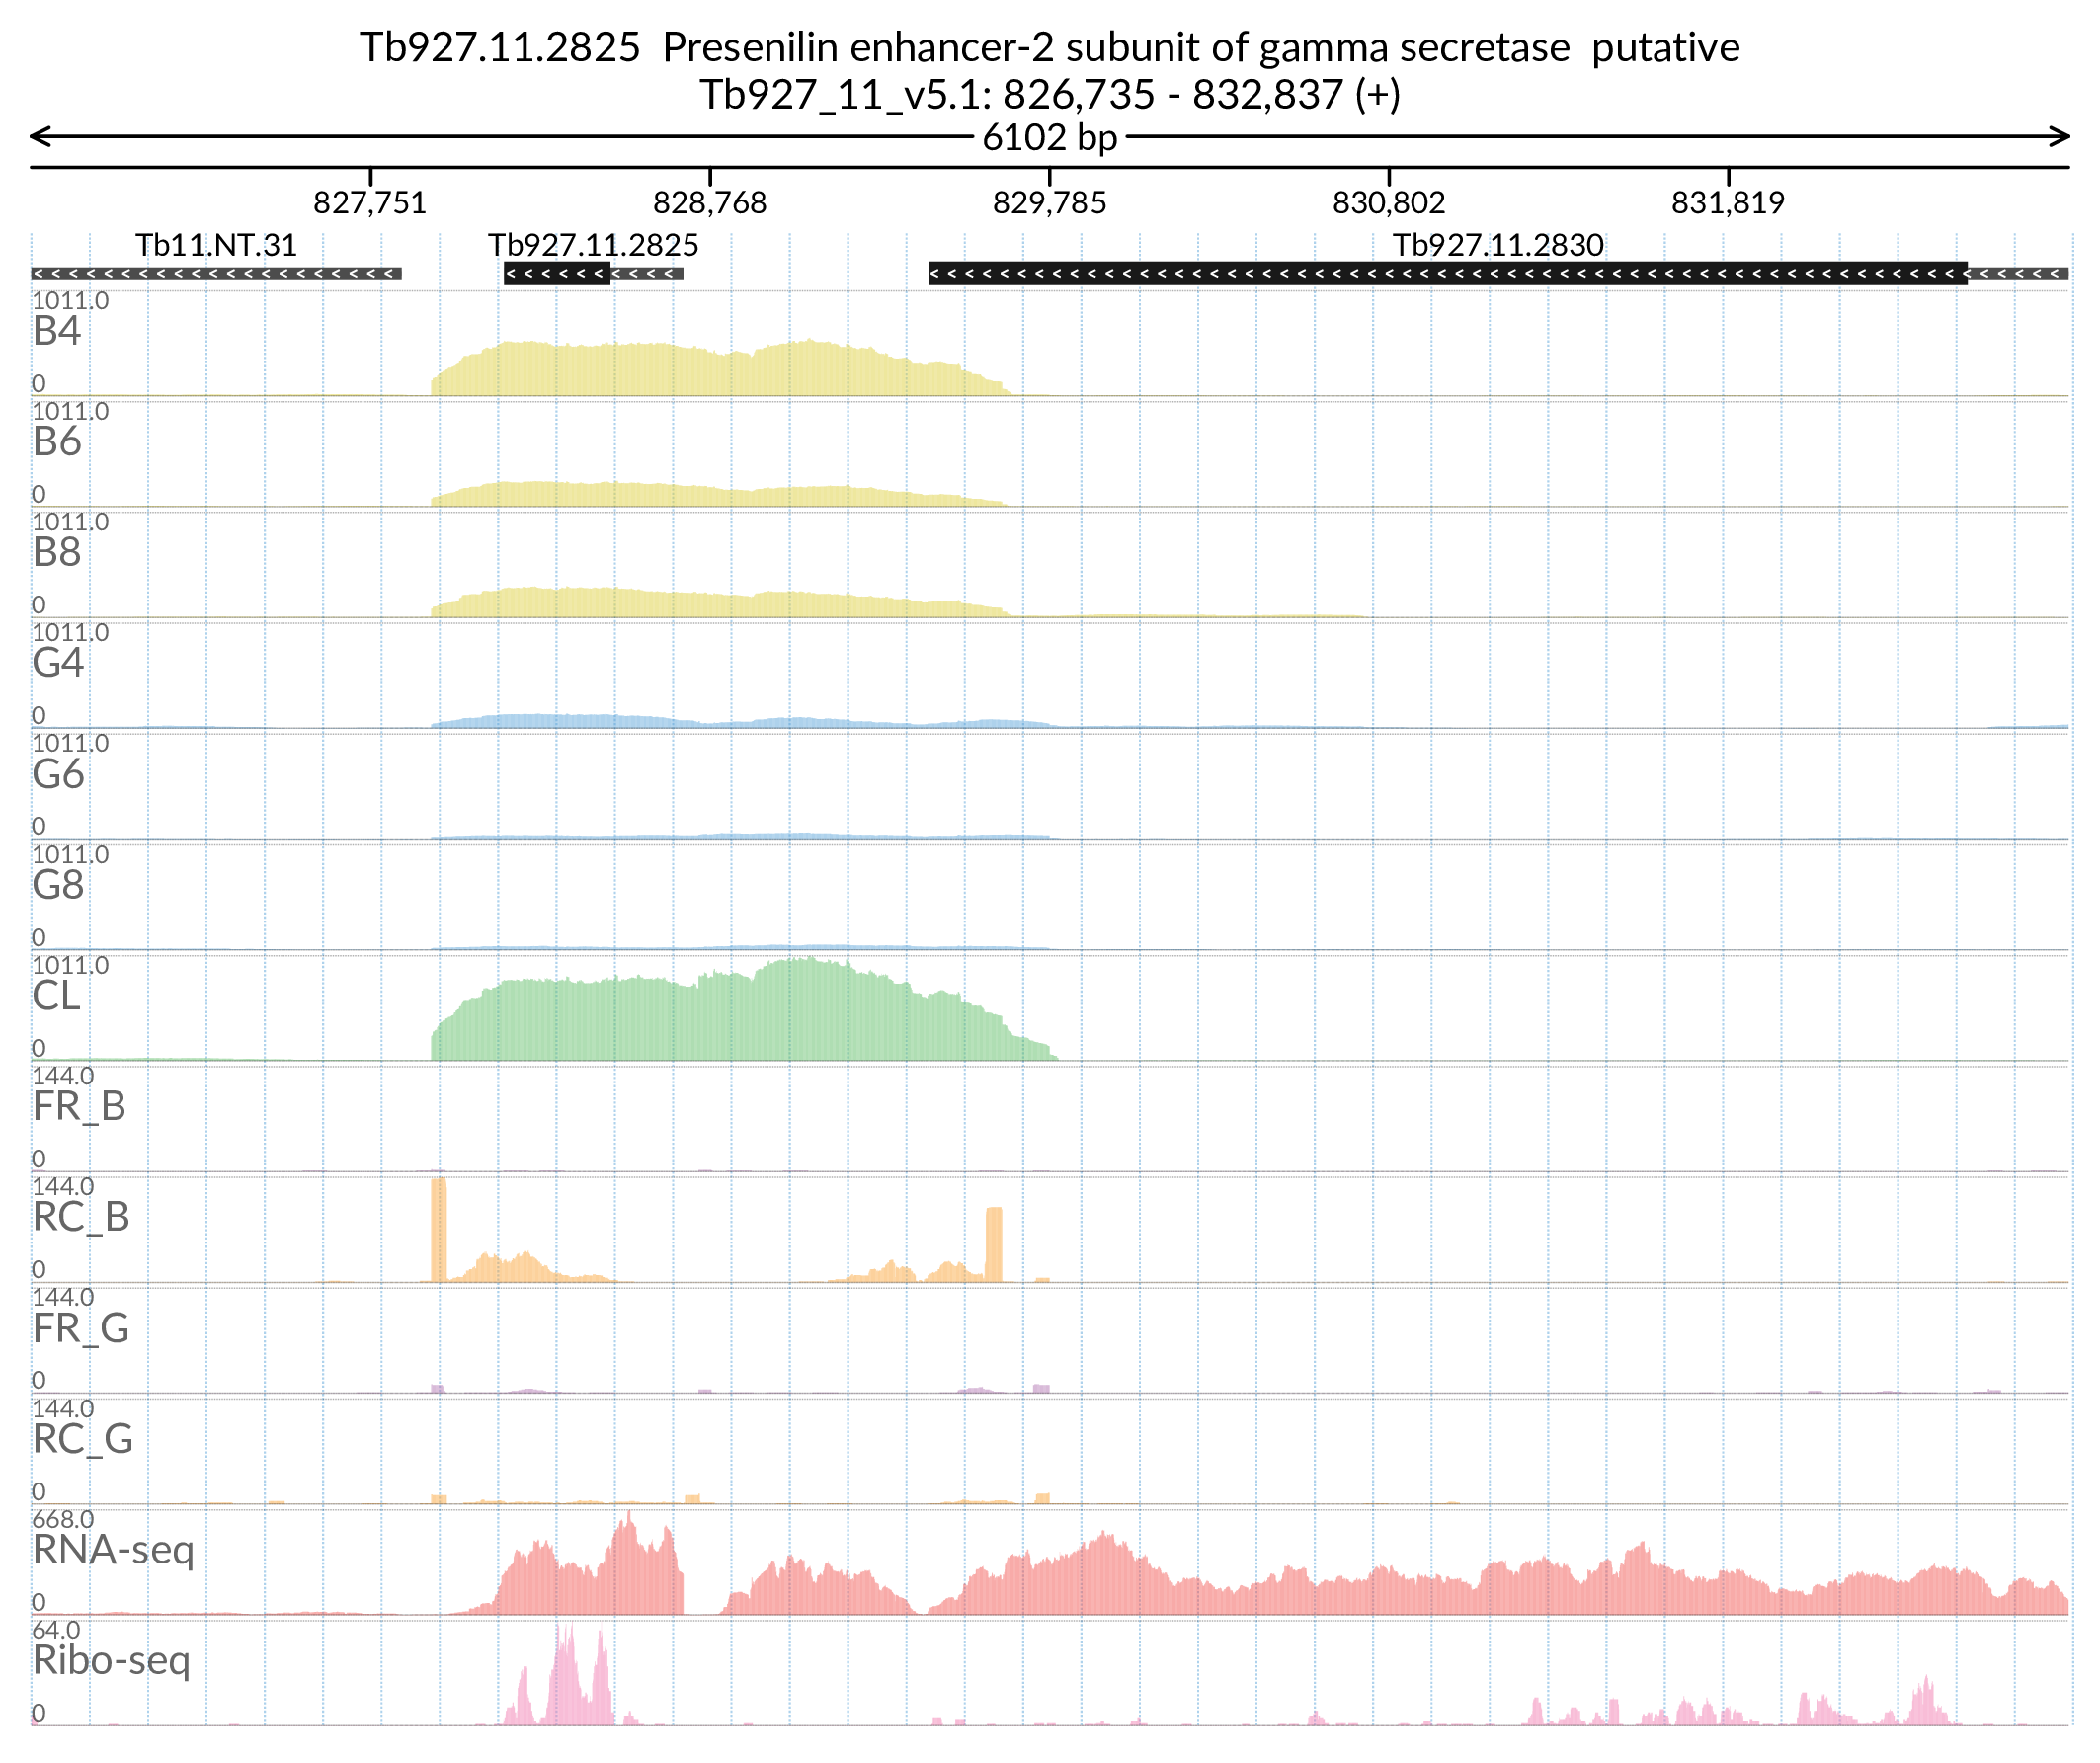 Tb927.11.2825  Presenilin enhancer-2 subunit of gamma secretase  putative
Tb927_11_v5.1: 826,735 - 832,837 (+)
6102 bp
827,751 828,768 829,785 830,802 831,819
Tb11.NT.31 Tb927.11.2825 Tb927.11.2830
1011.0
B4
0
1011.0
B6
0
1011.0
B8
0
1011.0
G4
0
1011.0
G6
0
1011.0
G8
0
1011.0
CL
0
144.0
FR_B
0
144.0
RC_B
0
144.0
FR_G
0
144.0
RC_G
0
668.0
RNA-seq
0
64.0
Ribo-seq
0